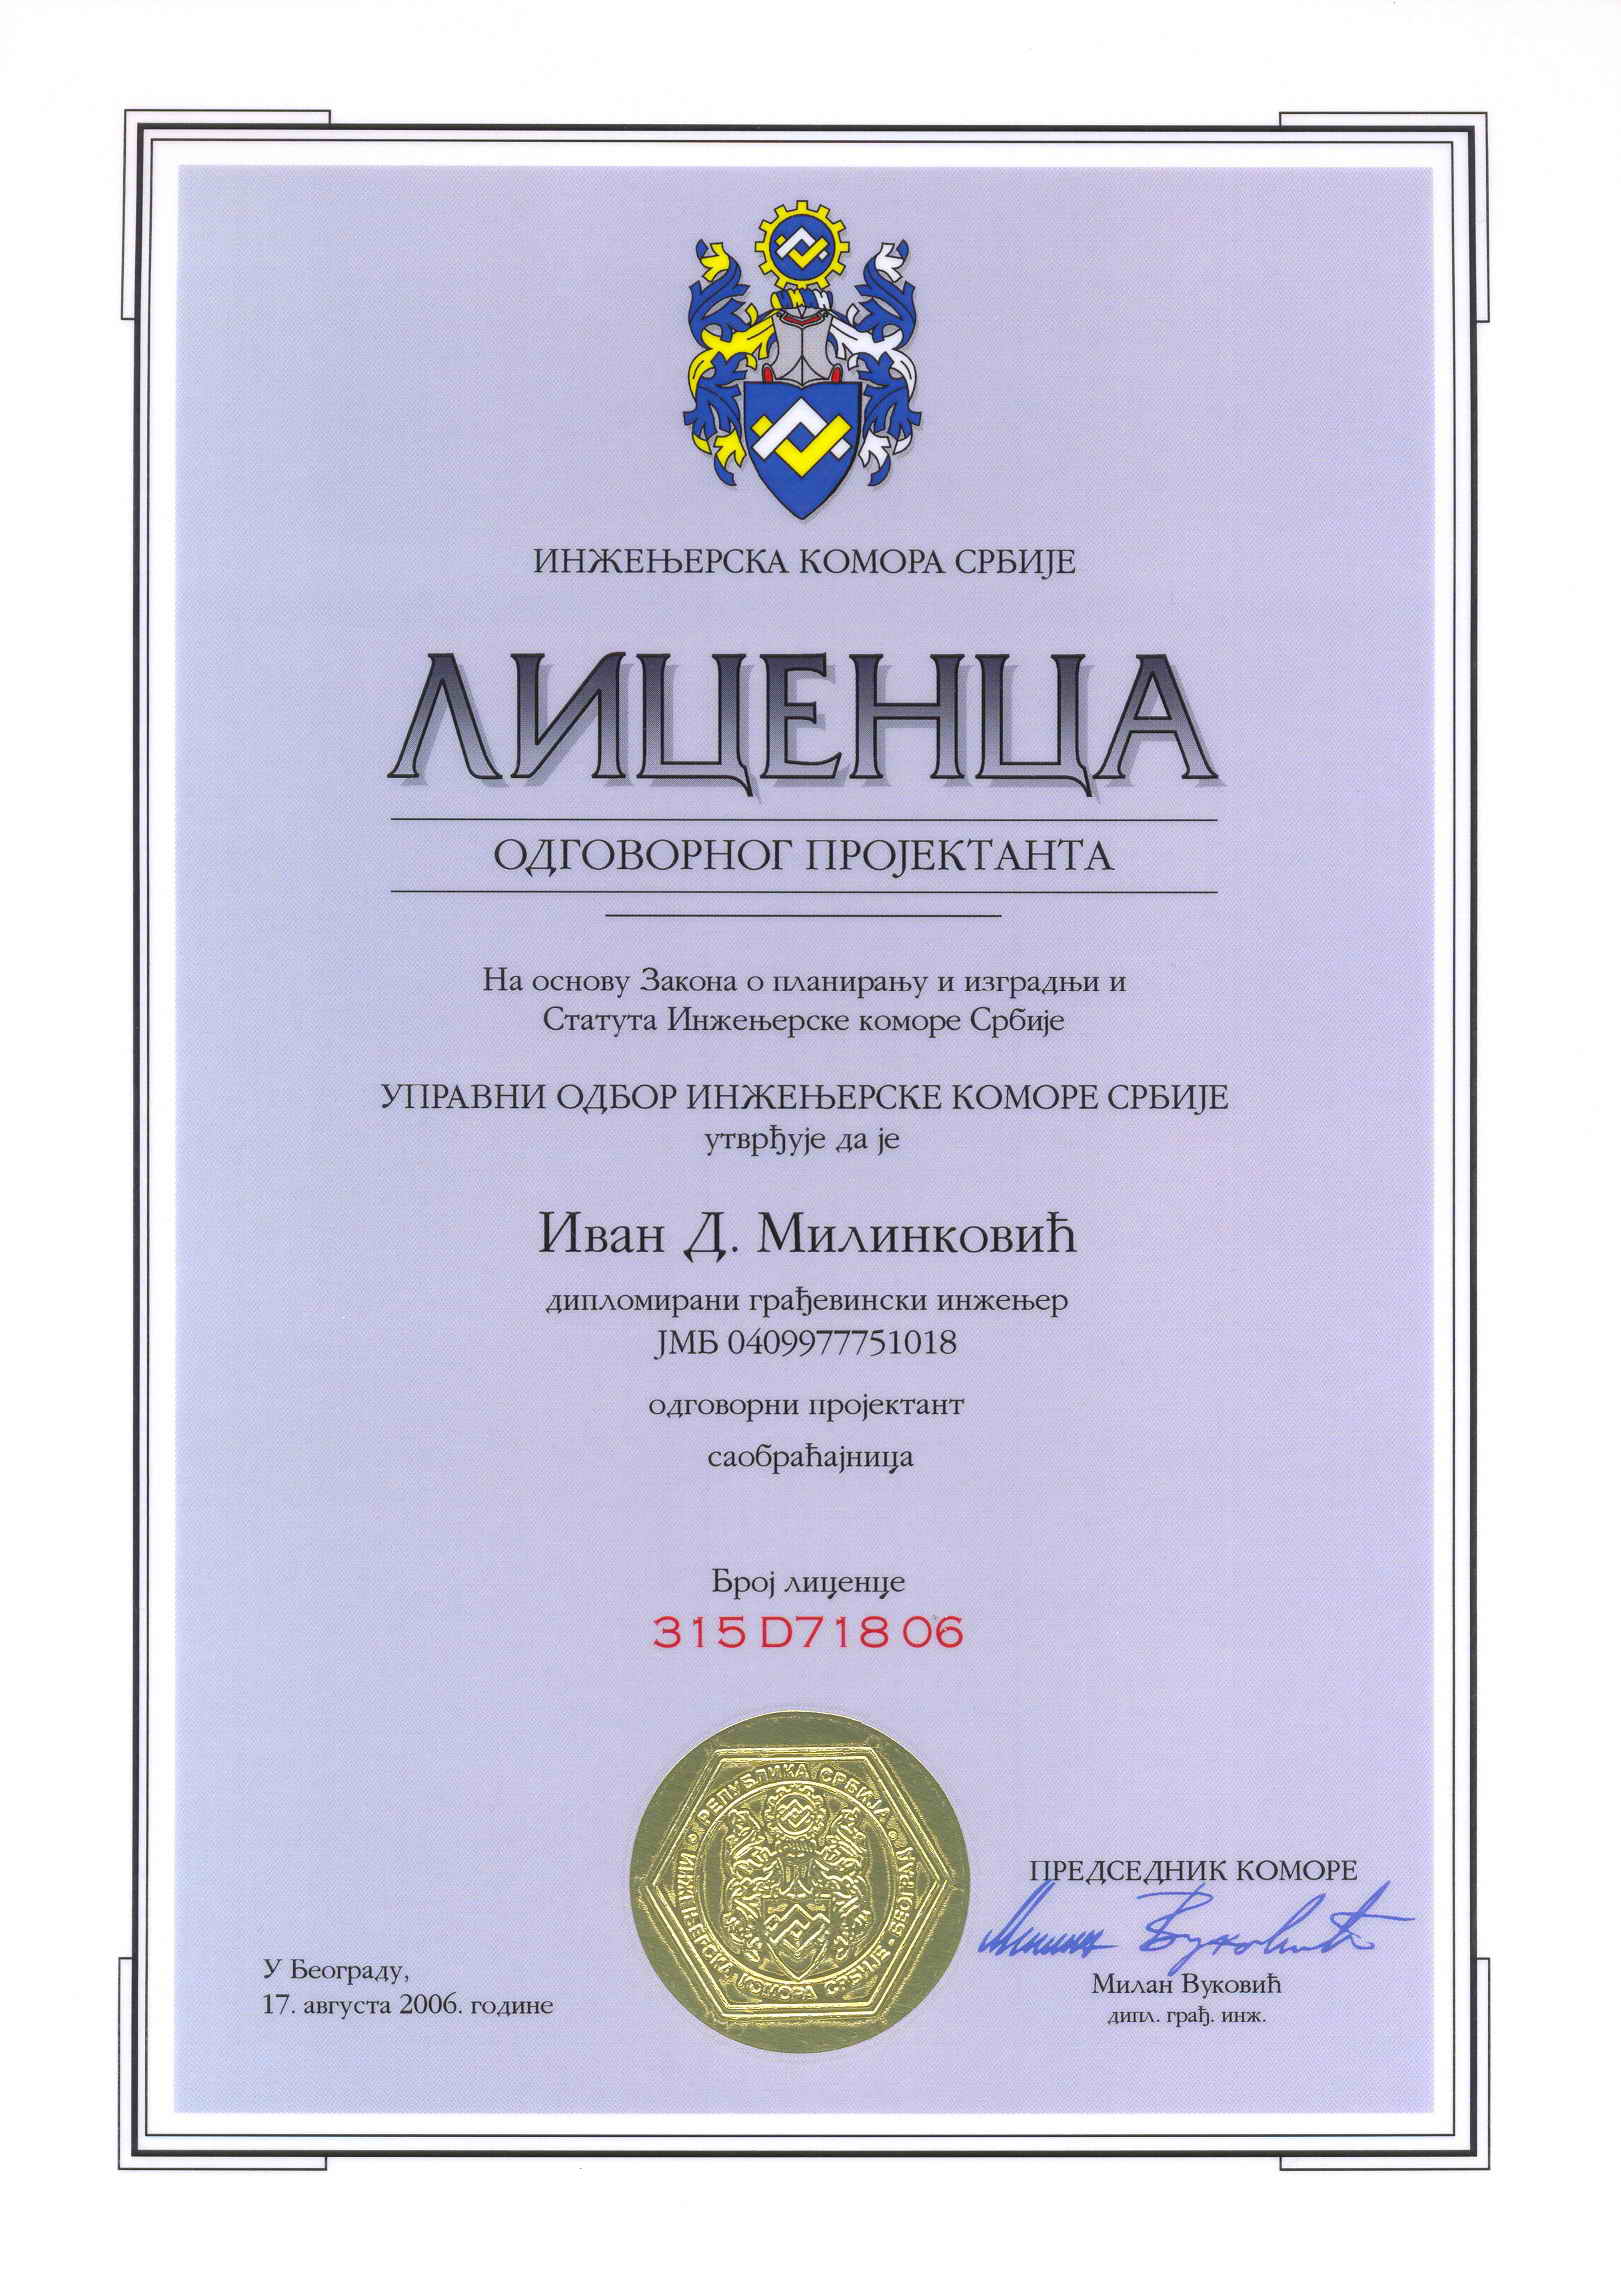 ИНЖЕЊЕРСКА КОМОРА СРБИЈЕ
ЛИЦЕНЦА
ОДГОВОРНОГ ПРОЈЕКТАНТА
На основу Закона о планирању и изградњи и
Статута Инжењерске коморе Србије
УПРАВНИ ОДБОР ИНЖЕЊЕРСКЕ КОМОРЕ СРБИЈЕ
утврђује да је
Иван Д. Милинковић
дипломирани грађевински инжењер
ЈМБ 0409977751018
одговорни пројектант
саобраћајница
Број лиценце
315 D718 06
РЕПУБЛИКА СРБИЈА
ИНЖЕЊЕРСКА КОМОРА СРБИЈЕ - БЕОГРАД
ПРЕДСЕДНИК КОМОРЕ
Милан Вуковић
Милан Вуковић
дипл. грађ. инж.
У Београду,
17. августа 2006. године